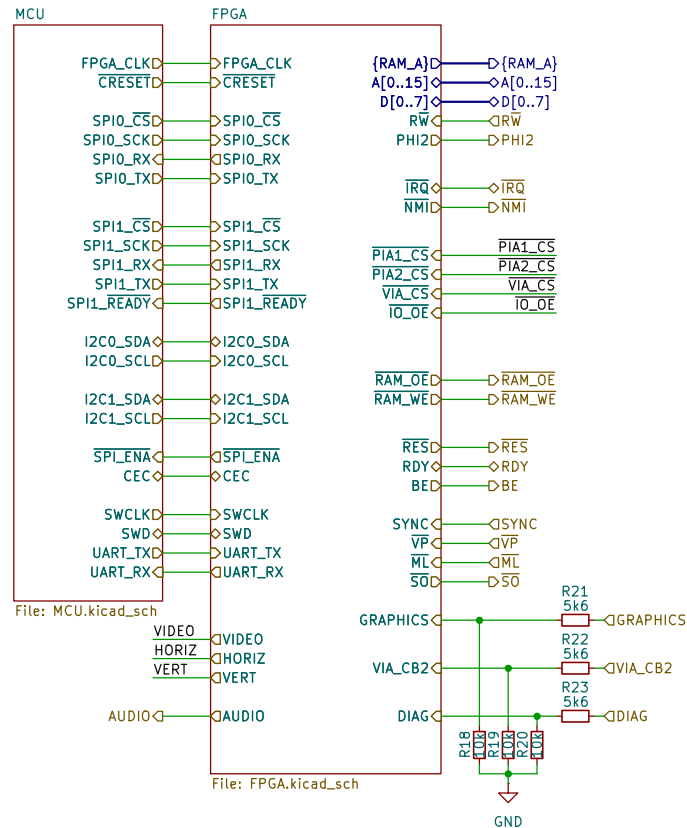 MCU
FPGA
FPGA_CLK
FPGA_CLK
{RAM_A}
{RAM_A}
CRESET
CRESET
A[0..15]
A[0..15]
D[0..7]
D[0..7]
SPI0_CS
SPI0_CS
RW
RW
SPI0_SCK
SPI0_SCK
PHI2
PHI2
SPI0_RX
SPI0_RX
SPI0_TX
SPI0_TX
IRQ
IRQ
NMI
NMI
SPI1_CS
SPI1_CS
SPI1_SCK
SPI1_SCK
PIA1_CS
PIA1_CS
SPI1_RX
SPI1_RX
PIA2_CS
PIA2_CS
SPI1_TX
SPI1_TX
VIA_CS
VIA_CS
SPI1_READY
SPI1_READY
IO_OE
IO_OE
I2C0_SDA
I2C0_SDA
I2C0_SCL
I2C0_SCL
RAM_OE
RAM_OE
I2C1_SDA
I2C1_SDA
RAM_WE
RAM_WE
I2C1_SCL
I2C1_SCL
RES
RES
SPI_ENA
SPI_ENA
RDY
RDY
CEC
CEC
BE
BE
SWCLK
SWCLK
SYNC
SYNC
SWD
SWD
VP
VP
UART_TX
UART_TX
ML
ML
UART_RX
UART_RX
SO
SO
File: MCU.kicad_sch
R21
5k6
GRAPHICS
GRAPHICS
VIDEO
VIDEO
HORIZ
HORIZ
R22
5k6
VIA_CB2
VIA_CB2
VERT
VERT
R23
5k6
AUDIO
AUDIO
DIAG
DIAG
R18
10k
R19
10k
R20
10k
File: FPGA.kicad_sch
GND